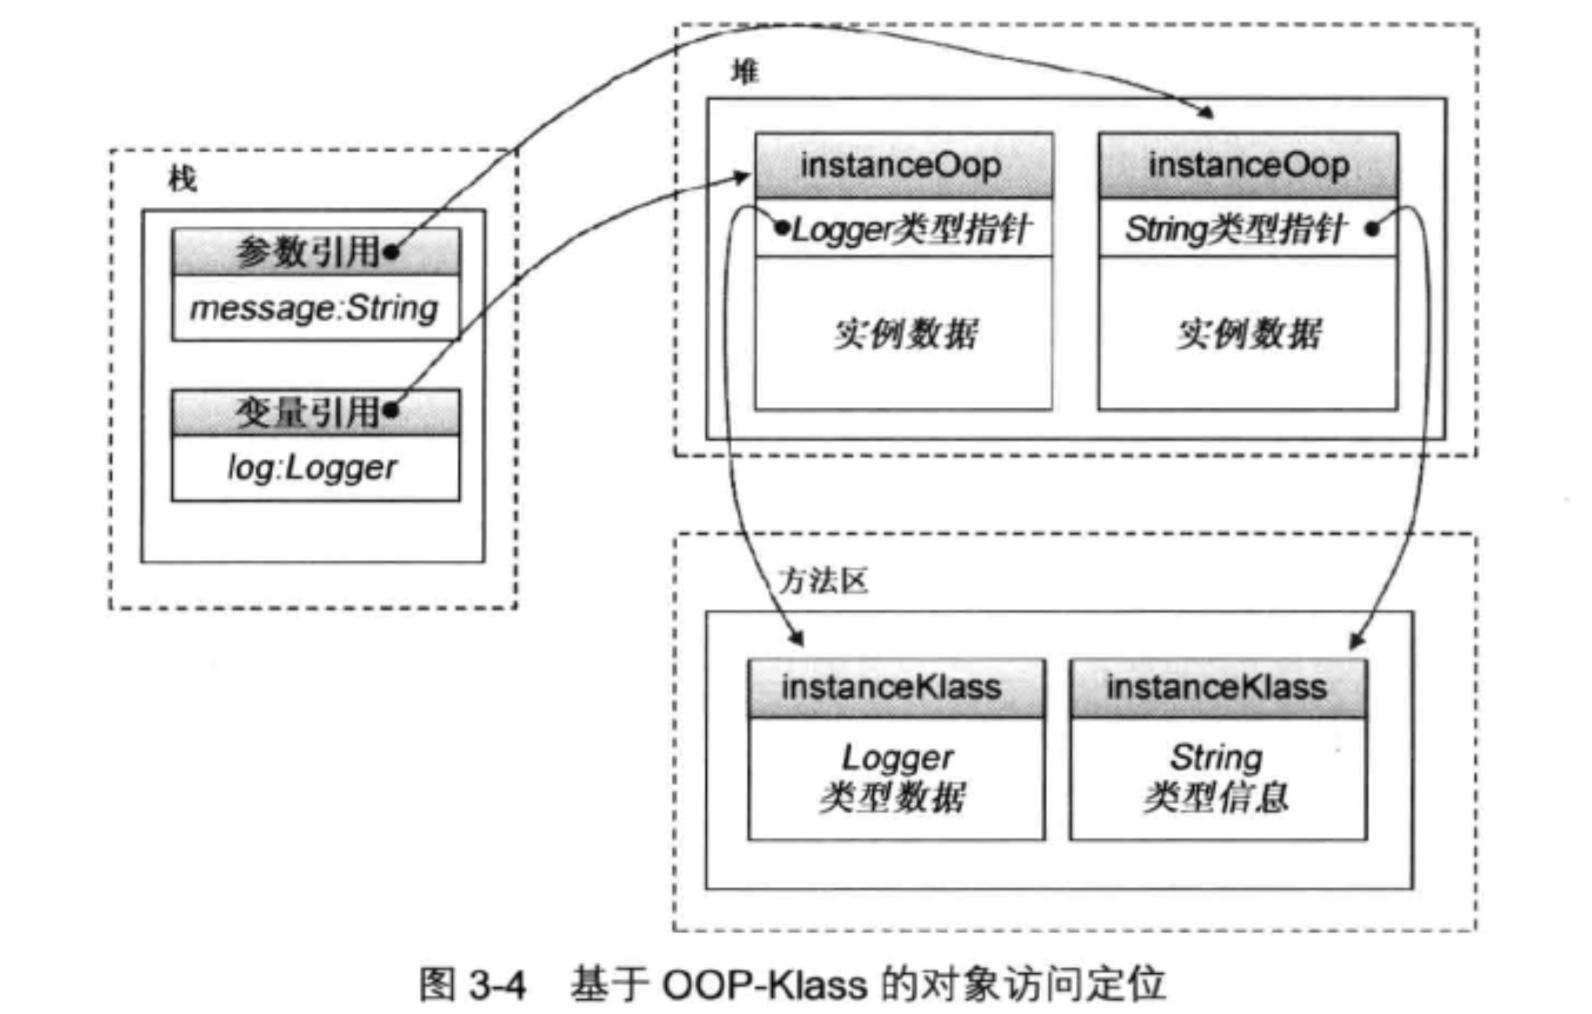 栈
参数引用
message:String
变量引用
log:Logger
堆
instanceOop
Logger类型指针
实例数据
instanceOop
String类型指针
实例数据
方法区
instanceKlass
Logger
类型数据
instanceKlass
String
类型信息
图 3-4 基于 OOP-Klass 的对象访问定位